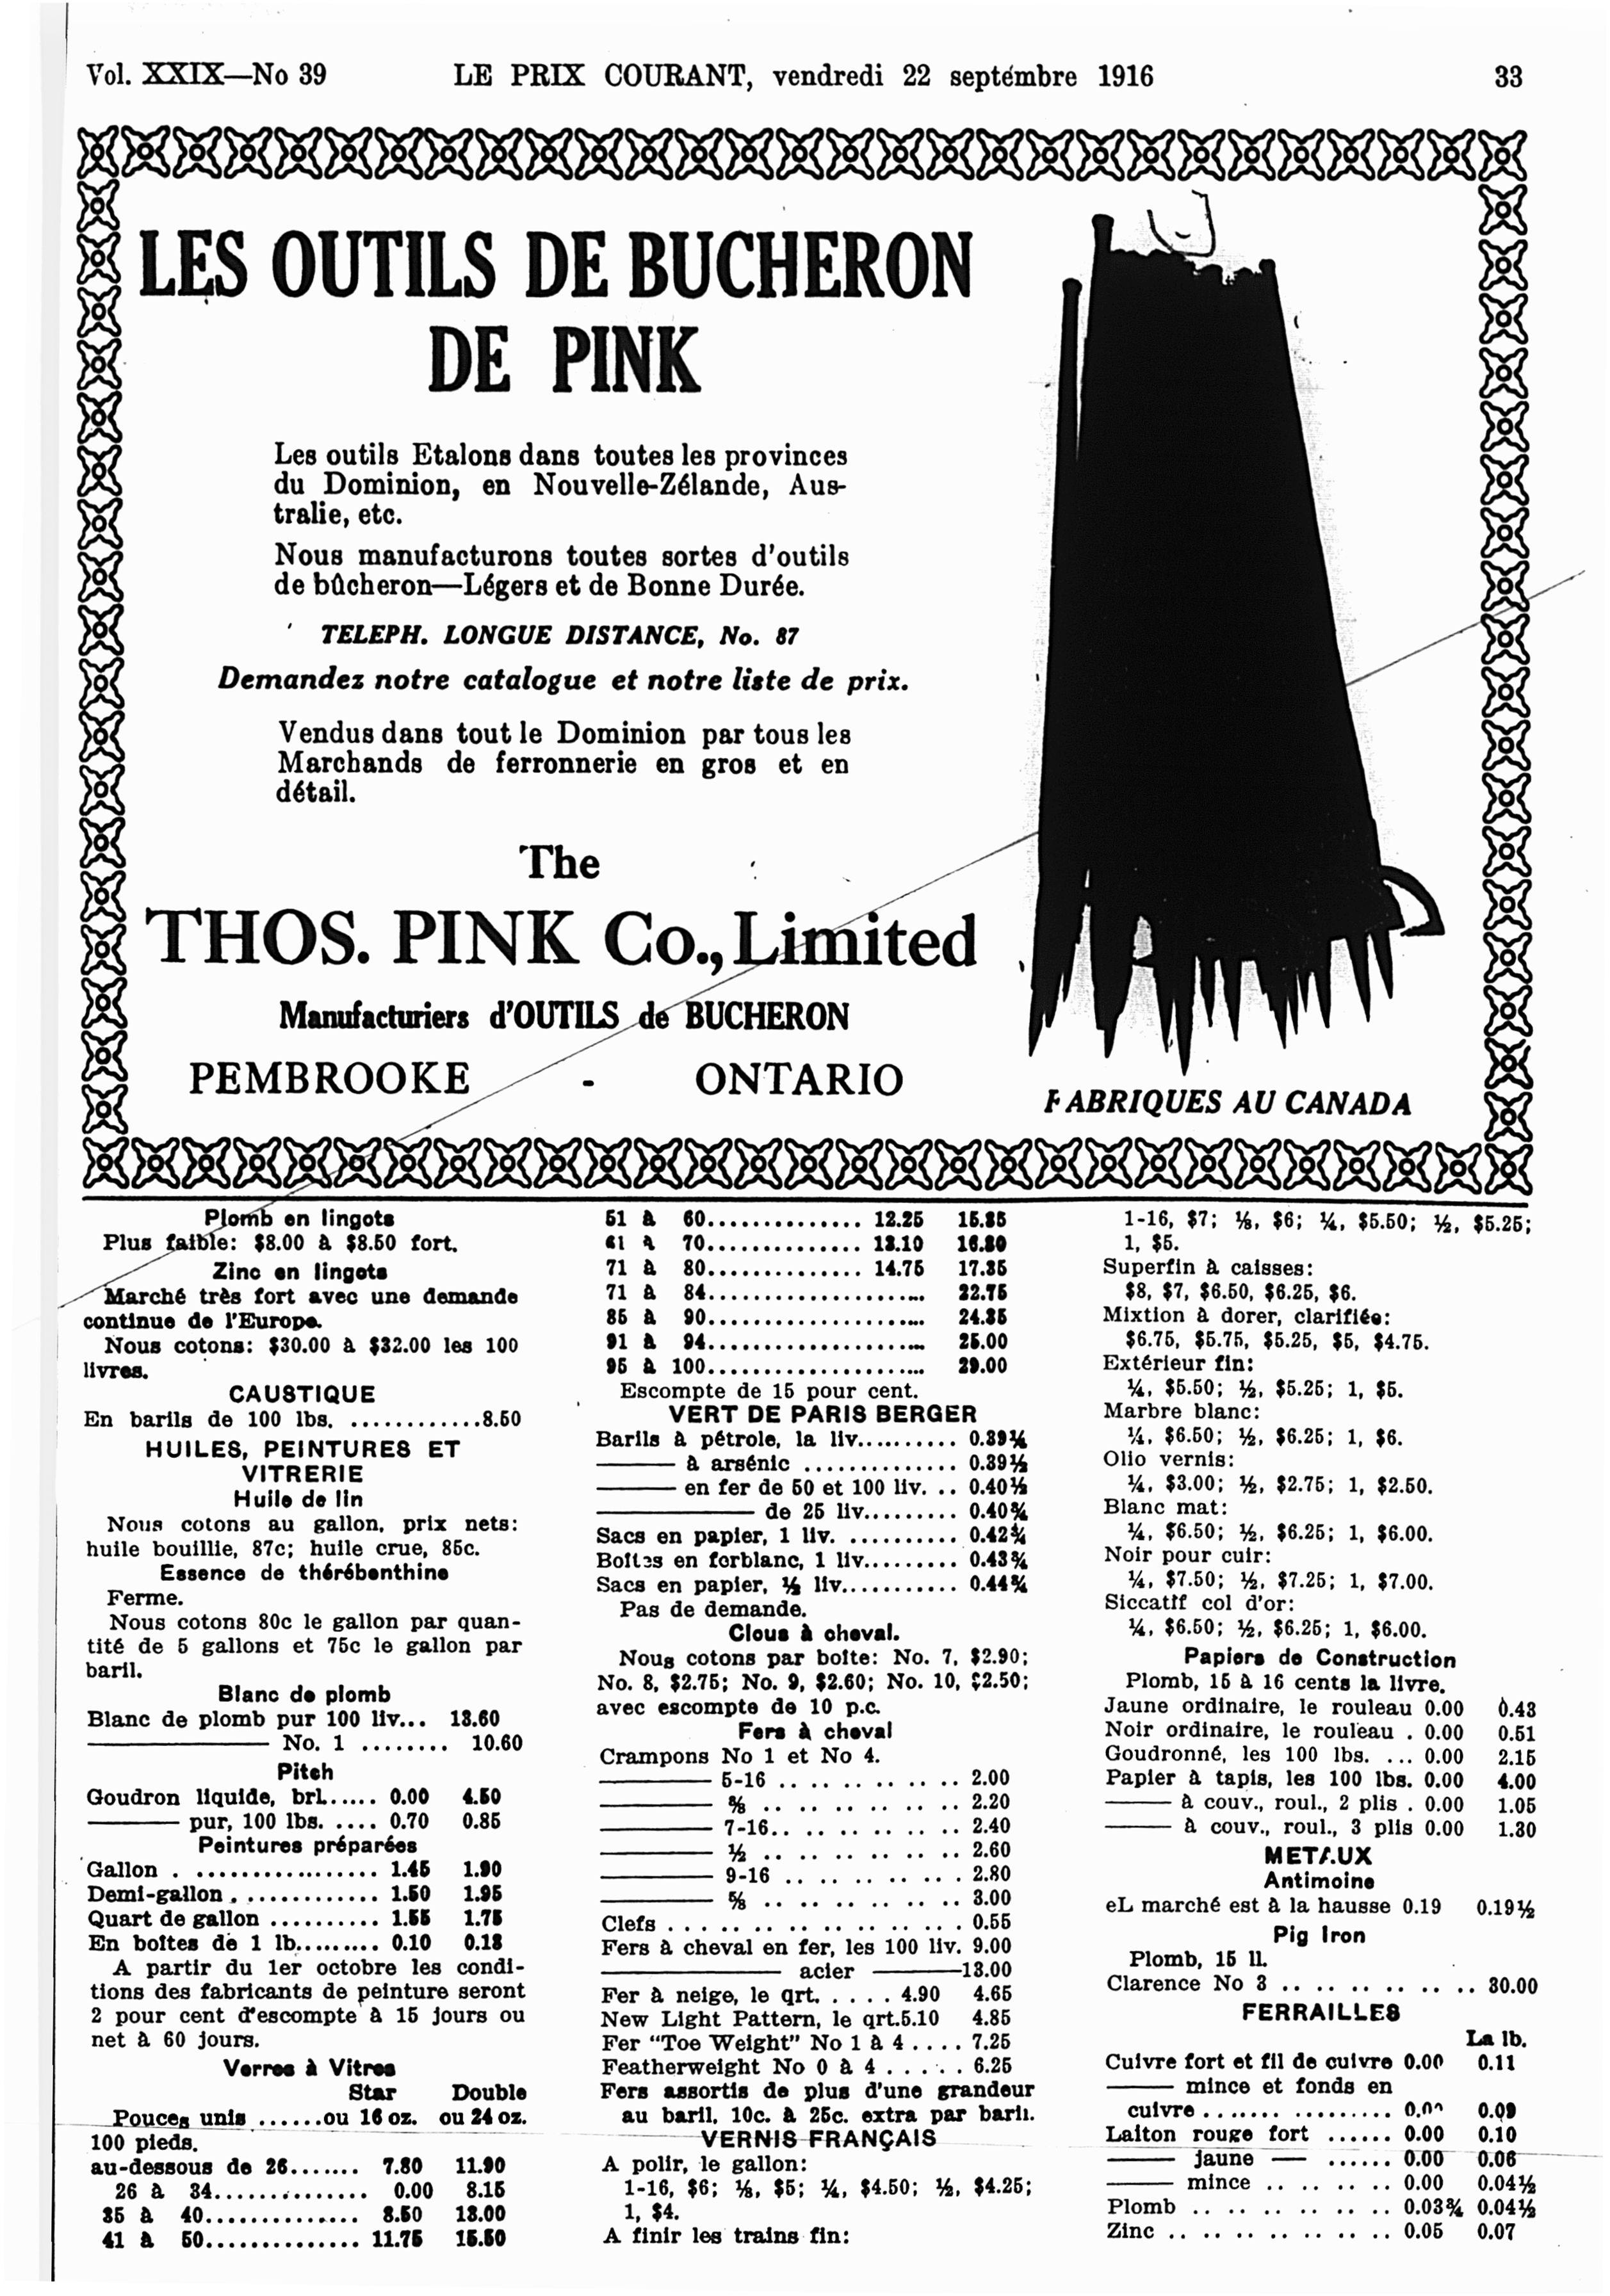 Vol. XXIX—No 39
LE PRIX COURANT, vendredi 22 septembre 1916
33
LES OUTILS DE BUCHERON
DE PINK
Les outils Etalons dans toutes les provinces
du Dominion, en Nouvelle-Zélande, Aus-
tralie, etc.
Nous manufacturons toutes sortes d'outils
de bûcheron—Légers et de Bonne Durée.
TELEPH. LONGUE DISTANCE, No. 87
Demandez notre catalogue et notre liste de prix.
Vendus dans tout le Dominion par tous les
Marchands de ferronnerie en gros et en
détail.
The
THOS. PINK Co., Limited
Manufacturiers d'OUTILS de BUCHERON
PEMBROOKE - ONTARIO
FABRIQUES AU CANADA
Plomb en lingots
Plus faible: $8.00 à $8.50 fort.
Zinc en lingots
Marché très fort avec une demande
continue de l'Europe.
Nous cotons: $30.00 à $32.00 les 100
livres.
CAUSTIQUE
En barils de 100 lbs. ............8.50
HUILES, PEINTURES ET
VITRERIE
Huile de lin
Nous cotons au gallon, prix nets:
huile bouillie, 87c; huile crue, 85c.
Essence de thérébenthine
Ferme.
Nous cotons 80c le gallon par quan-
tité de 5 gallons et 75c le gallon par
baril.
Blanc de plomb
Blanc de plomb pur 100 liv... 13.60
——— No. 1 ........ 10.60
Pitch
Goudron liquide, brl..... 0.00 4.50
——— pur, 100 lbs. .... 0.70 0.85
Peintures préparées
Gallon . ................ 1.45 1.90
Demi-gallon . ............ 1.50 1.95
Quart de gallon .......... 1.55 1.75
En boîtes de 1 lb......... 0.10 0.18
A partir du 1er octobre les condi-
tions des fabricants de peinture seront
2 pour cent d'escompte à 15 jours ou
net à 60 jours.
Verres à Vitres
Star Double
Pouces unis ......ou 16 oz. ou 24 oz.
100 pieds.
au-dessous de 26....... 7.80 11.90
26 à 34............... 0.00 8.15
35 à 40............... 8.50 13.00
41 à 50............... 11.75 15.50
51 à 60............... 12.25 15.85
61 à 70............... 13.10 16.80
71 à 80............... 14.75 17.35
71 à 84..................... 22.75
85 à 90..................... 24.35
91 à 94..................... 25.00
95 à 100.................... 29.00
Escompte de 15 pour cent.
VERT DE PARIS BERGER
Barils à pétrole, la liv.......... 0.39¼
——— à arsénic .............. 0.39½
——— en fer de 50 et 100 liv. .. 0.40½
——— de 25 liv......... 0.40¾
Sacs en papier, 1 liv. .......... 0.42¾
Boîtes en forblanc, 1 liv......... 0.43¾
Sacs en papier, ½ liv........... 0.44¾
Pas de demande.
Clous à cheval.
Nous cotons par boîte: No. 7, $2.90;
No. 8, $2.75; No. 9, $2.60; No. 10, $2.50;
avec escompte de 10 p.c.
Fers à cheval
Crampons No 1 et No 4.
——— 5-16 .. .. .. .. .. .. 2.00
——— ⅜ .. .. .. .. .. .. 2.20
——— 7-16.. .. .. .. .. .. 2.40
——— ½ .. .. .. .. .. .. 2.60
——— 9-16 .. .. .. .. .. 2.80
——— ⅝ .. .. .. .. .. .. 3.00
Clefs . . .. .. .. .. .. .. .. . 0.55
Fers à cheval en fer, les 100 liv. 9.00
——— acier ———13.00
Fer à neige, le qrt. . . . . 4.90 4.65
New Light Pattern, le qrt.5.10 4.85
Fer "Toe Weight" No 1 à 4 . . . . 7.25
Featherweight No 0 à 4 . . . . . 6.25
Fers assortis de plus d'une grandeur
au baril, 10c. à 25c. extra par baril.
VERNIS FRANÇAIS
A polir, le gallon:
1-16, $6; ⅛, $5; ¼, $4.50; ½, $4.25;
1, $4.
A finir les trains fin:
1-16, $7; ⅛, $6; ¼, $5.50; ½, $5.25;
1, $5.
Superfin à caisses:
$8, $7, $6.50, $6.25, $6.
Mixtion à dorer, clarifiée:
$6.75, $5.75, $5.25, $5, $4.75.
Extérieur fin:
¼, $5.50; ½, $5.25; 1, $5.
Marbre blanc:
¼, $6.50; ½, $6.25; 1, $6.
Olio vernis:
¼, $3.00; ½, $2.75; 1, $2.50.
Blanc mat:
¼, $6.50; ½, $6.25; 1, $6.00.
Noir pour cuir:
¼, $7.50; ½, $7.25; 1, $7.00.
Siccatif col d'or:
¼, $6.50; ½, $6.25; 1, $6.00.
Papiers de Construction
Plomb, 15 à 16 cents la livre.
Jaune ordinaire, le rouleau 0.00 0.43
Noir ordinaire, le rouleau . 0.00 0.51
Goudronné, les 100 lbs. ... 0.00 2.15
Papier à tapis, les 100 lbs. 0.00 4.00
——— à couv., roul., 2 plis . 0.00 1.05
——— à couv., roul., 3 plis 0.00 1.30
METAUX
Antimoine
eL marché est à la hausse 0.19 0.19½
Pig Iron
Plomb, 15 ll.
Clarence No 3 .. .. .. .. .. .. .. 30.00
FERRAILLES
La lb.
Cuivre fort et fil de cuivre 0.00 0.11
——— mince et fonds en
cuivre . . ..... ......... 0.00 0.09
Laiton rouge fort ...... 0.00 0.10
——— jaune — ...... 0.00 0.06
——— mince .. .. .. .. 0.00 0.04½
Plomb .. .. .. .. .. .. .. 0.03¾ 0.04½
Zinc .. .. .. .. .. .. .. .. 0.05 0.07